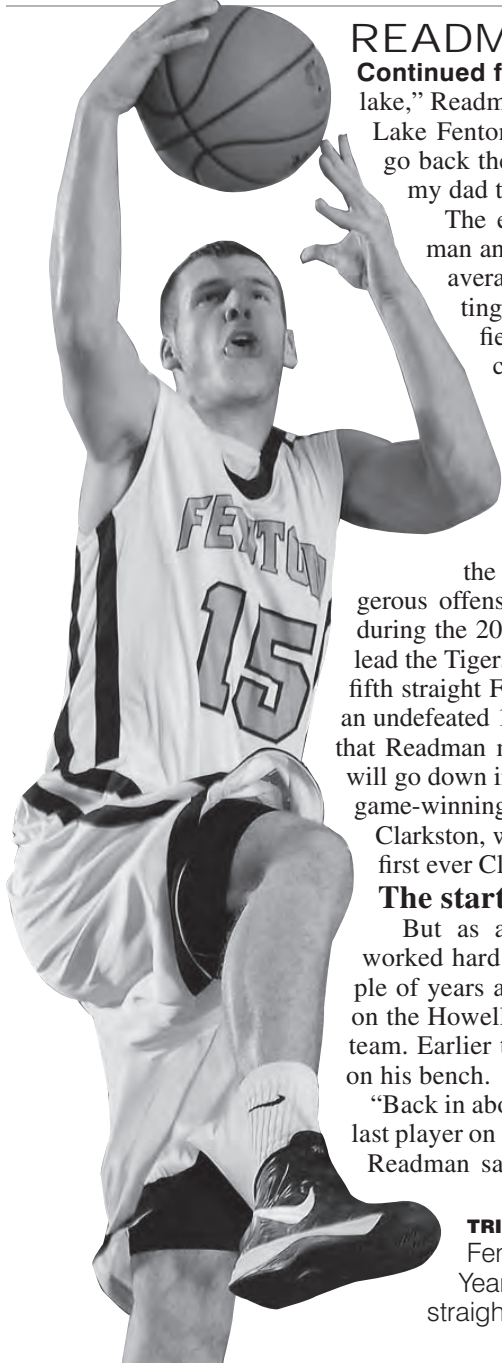 READM
Continued f
lake,” Readm
Lake Fenton
go back the
my dad t
The e
man an
avera
ting
fie
c
the
gerous offens
during the 20
lead the Tiger
fifth straight F
an undefeated 1
that Readman
will go down i
game-winning
Clarkston, w
first ever Cl
The start
But as a
worked hard
ple of years a
on the Howell
team. Earlier t
on his bench.
“Back in abo
last player on
Readman sa
TRI
Fer
Year
straigh
FENTON
15